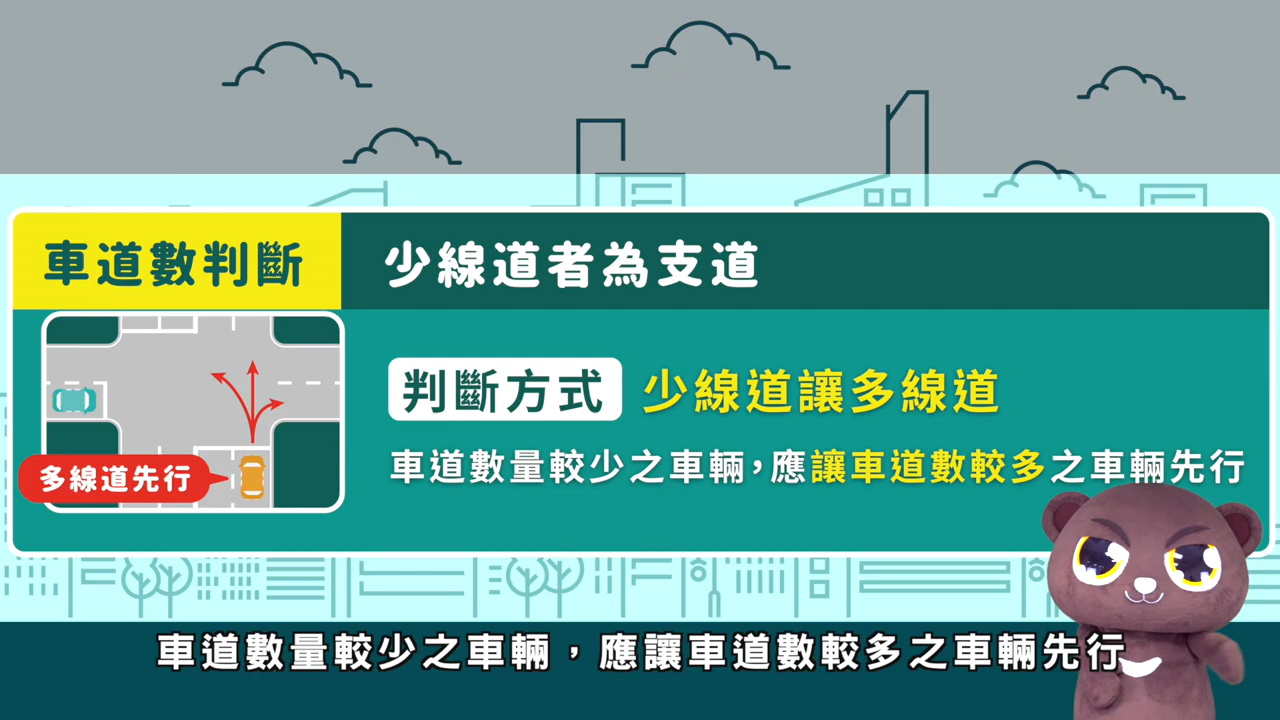 車道數判斷
少線道者為支道
判斷方式
少線道讓多線道
多線道先行
車道數量較少之車輛，應讓車道數較多之車輛先行
車道數量較少之車輛，應讓車道數較多之車輛先行